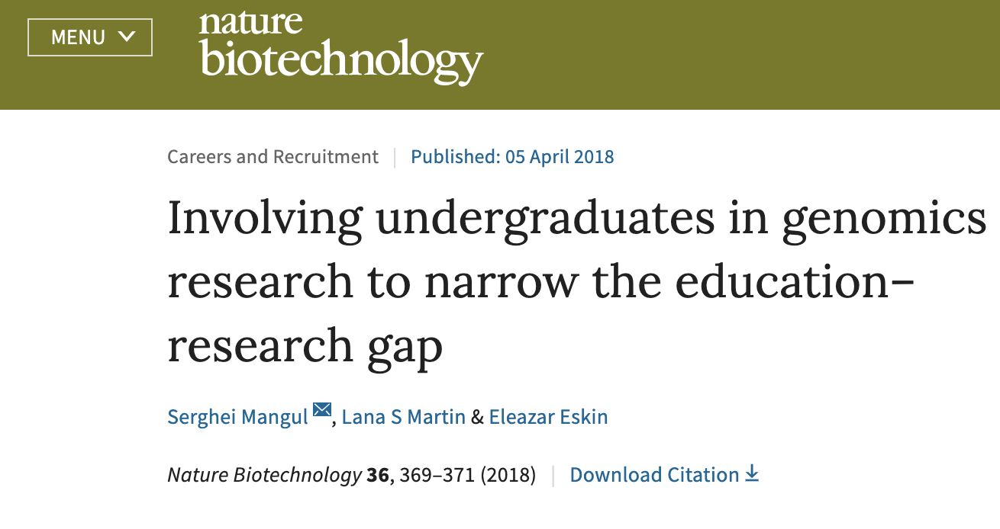 MENU
nature
biotechnology
Careers and Recruitment | Published: 05 April 2018
Involving undergraduates in genomics
research to narrow the education–
research gap
Serghei Mangul, Lana S Martin & Eleazar Eskin
Nature Biotechnology 36, 369–371 (2018) | Download Citation